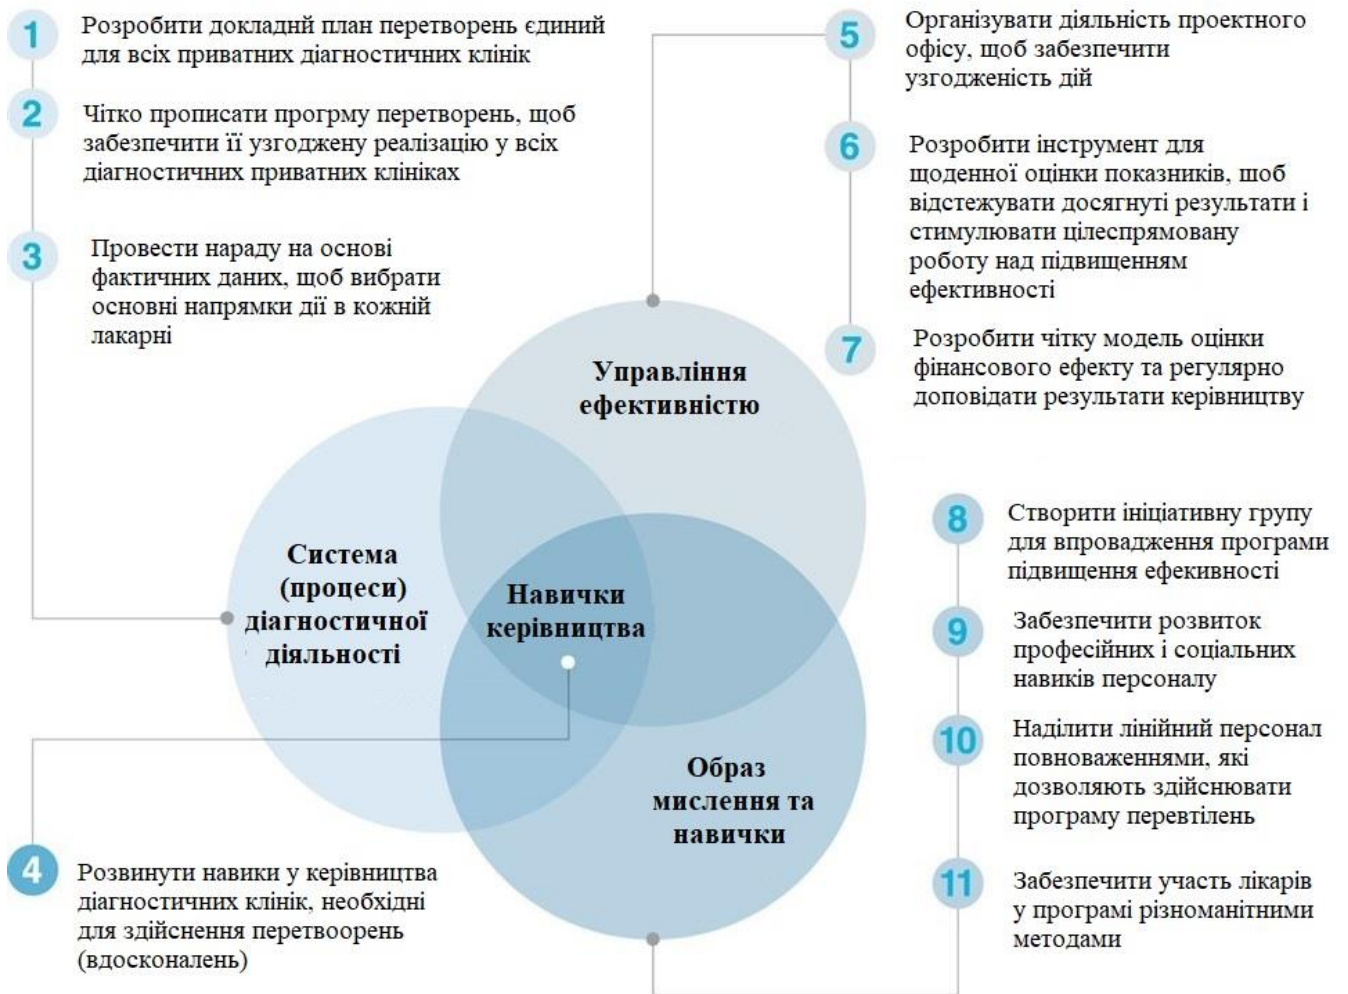 1
Розробити докладнй план перетворень єдиний
для всіх приватних діагностичних клінік
2
Чітко прописати прогрму перетворень, щоб
забезпечити її узгоджену реалізацію у всіх
діагностичних приватних клініках
3
Провести нараду на основі
фактичних даних, щоб вибрати
основні напрямки дії в кожній
лакарні
Система
(процеси)
діагностичної
діяльності
4
Розвинути навики у керівництва
діагностичних клінік, необхідні
для здійснення перетвоорень
(вдосконалень)
Навички
керівництва
Управління
ефективністю
5
Організувати діяльність проектного
офісу, щоб забезпечити
узгодженість дій
6
Розробити інструмент для
щоденної оцінки показників, шоб
відстежувати досягнуті результати і
стимулювати цілеспрямовану
роботу над підвищенням
ефективності
7
Розробити чітку модель оцінки
фінансового ефекту та регулярно
доповідати результати керівництву
Образ
мислення та
навички
8
Створити ініціативну групу
для впровадження програми
підвищення ефекивності
9
Забезпечити розвиток
професійних і соціальних
навиків персоналу
10
Наділити лінійний персонал
повноваженнями, які
дозволяють здійснювати
програму перевтілень
11
Забезпечити участь лікарів
у програмі різноманітними
методами